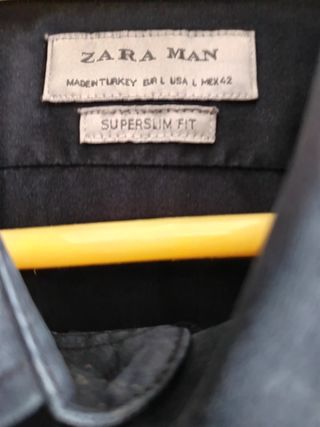 ZARA MAN
MADE IN TURKEY EUR L USA L MEX 42
SUPERSLIM FIT